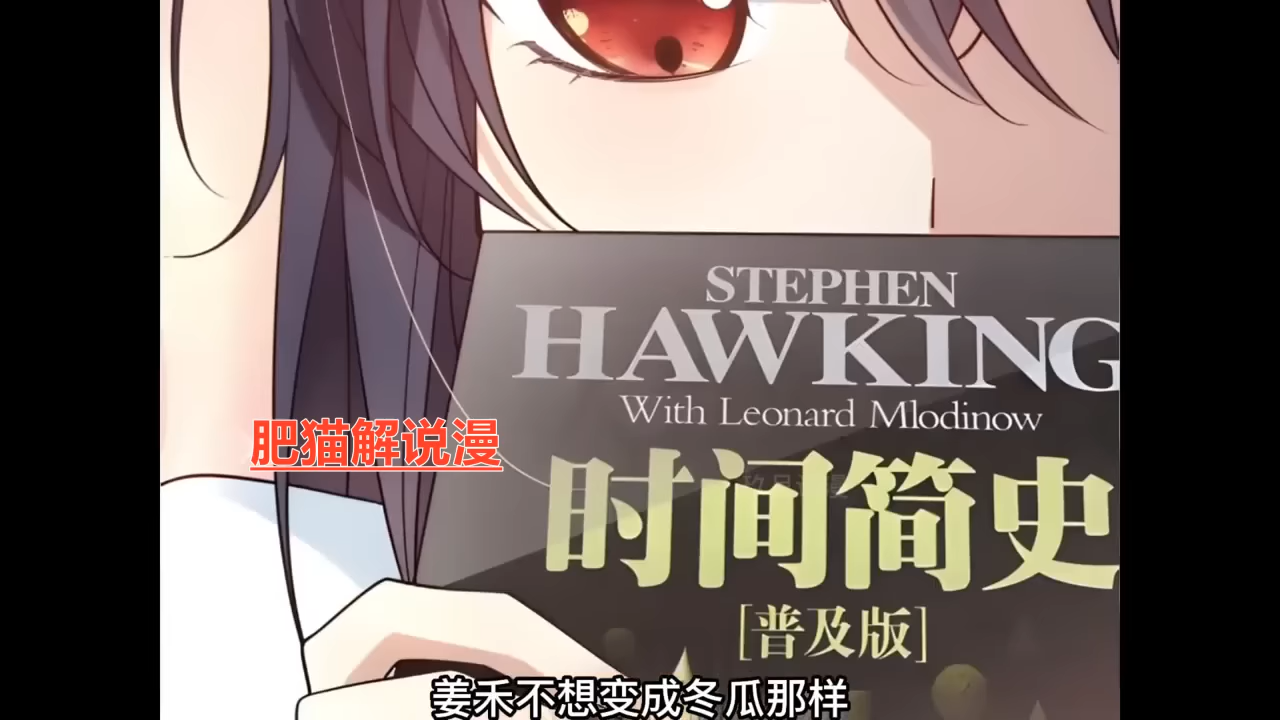 STEPHEN
HAWKING
With Leonard Mlodinow
肥猫解说漫
时间简史
[普及版]
姜禾不想变成冬瓜那样